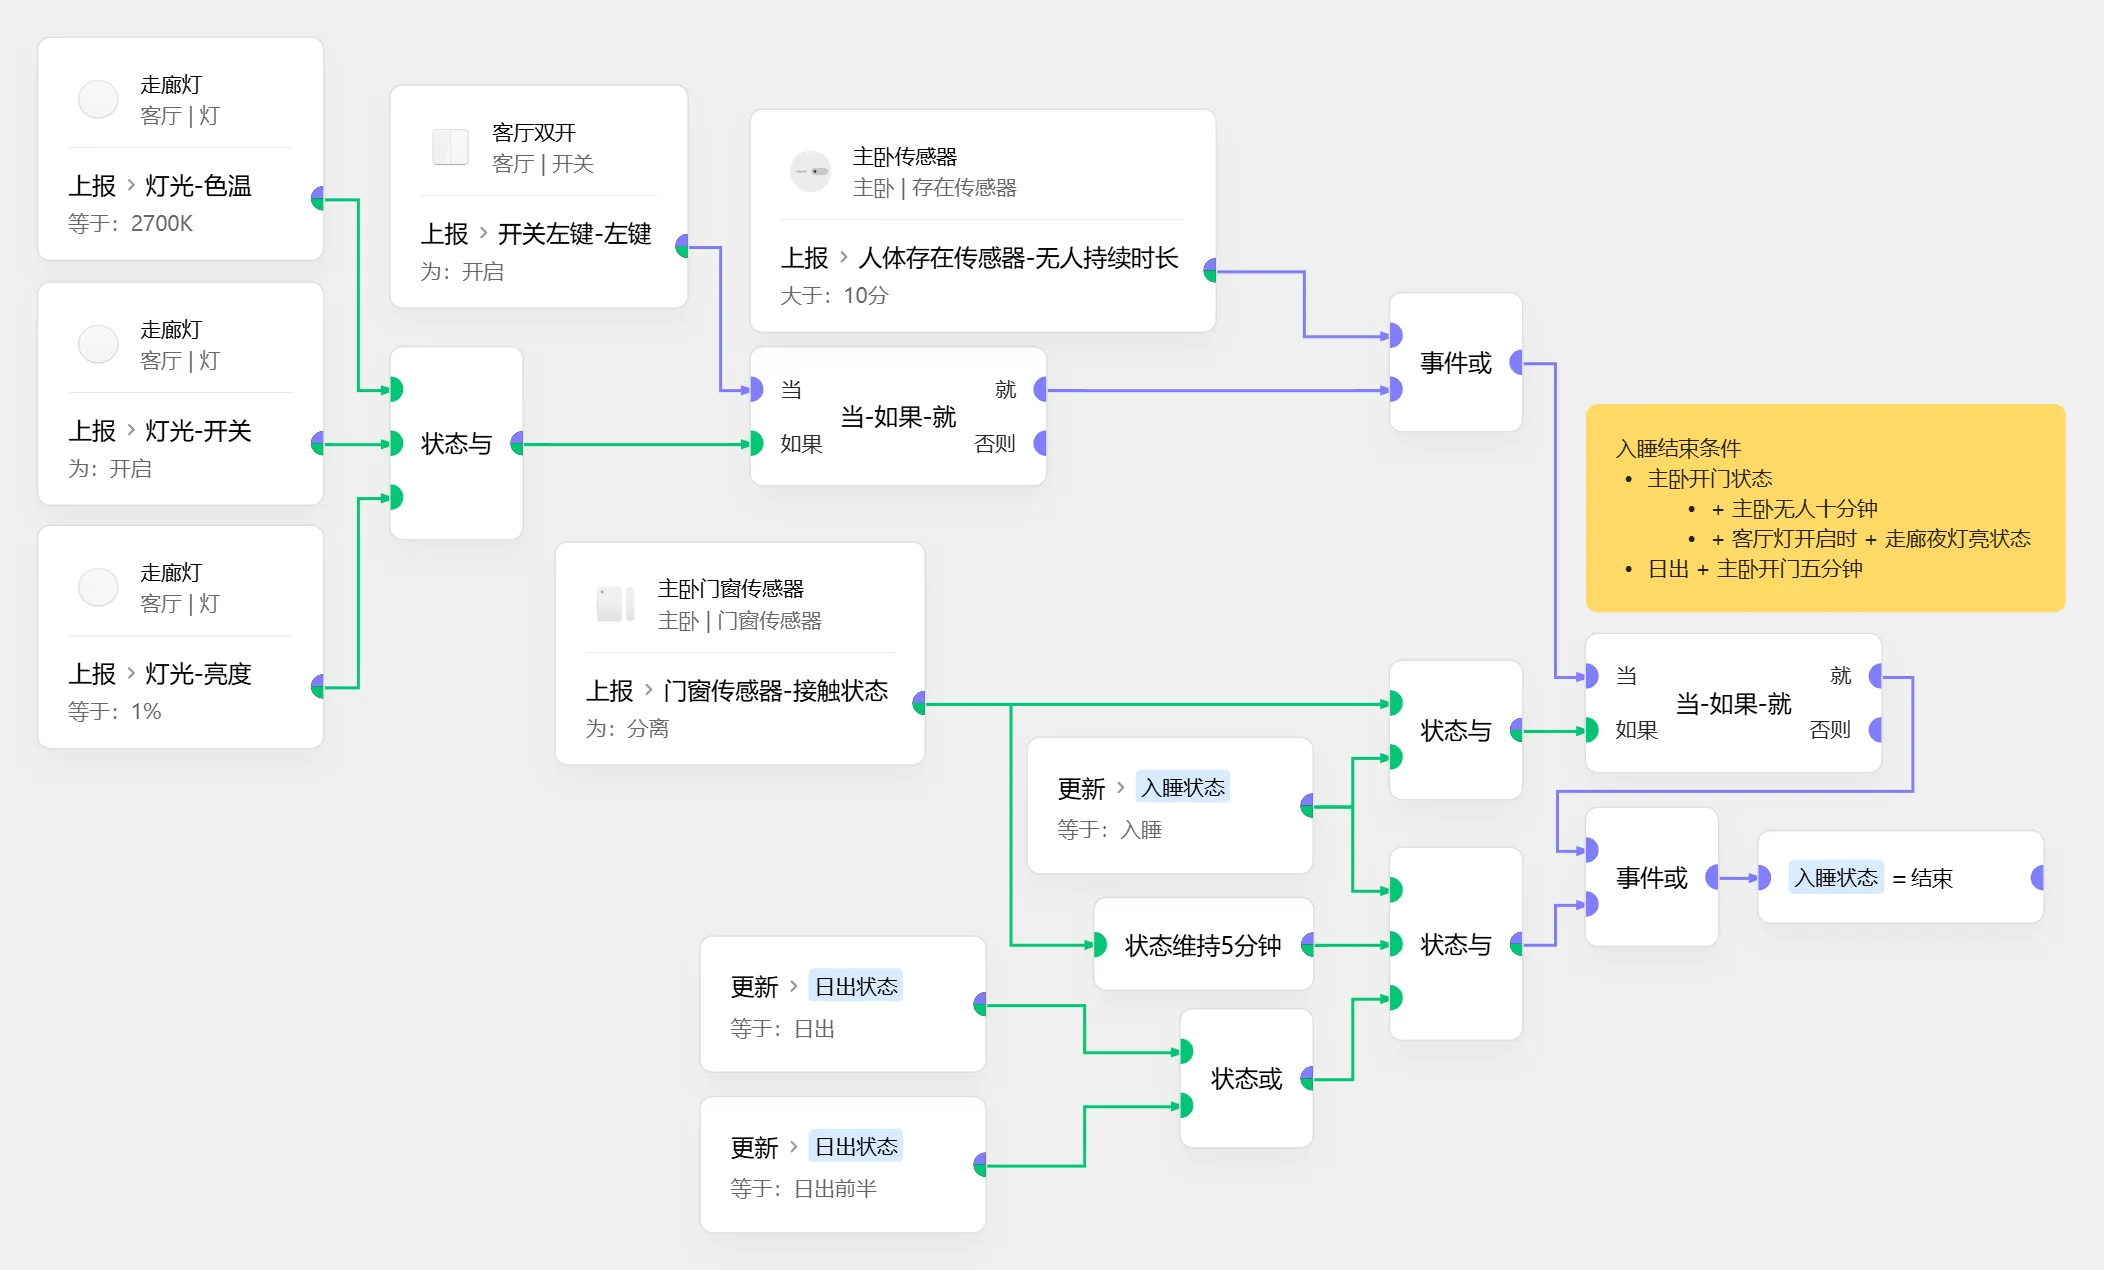 走廊灯
客厅 | 灯
上报 › 灯光-色温
等于：2700K
走廊灯
客厅 | 灯
上报 › 灯光-开关
为：开启
走廊灯
客厅 | 灯
上报 › 灯光-亮度
等于：1%
状态与
客厅双开
客厅 | 开关
上报 › 开关左键-左键
为：开启
主卧传感器
主卧 | 存在传感器
上报 › 人体存在传感器-无人持续时长
大于：10分
当
就
当-如果-就
如果
否则
事件或
入睡结束条件
• 主卧开门状态
• + 主卧无人十分钟
• + 客厅灯开启时 + 走廊夜灯亮状态
• 日出 + 主卧开门五分钟
主卧门窗传感器
主卧 | 门窗传感器
上报 › 门窗传感器-接触状态
为：分离
更新 › 入睡状态
等于：入睡
状态与
当
就
当-如果-就
如果
否则
状态维持5分钟
状态与
事件或
入睡状态 = 结束
更新 › 日出状态
等于：日出
更新 › 日出状态
等于：日出前半
状态或